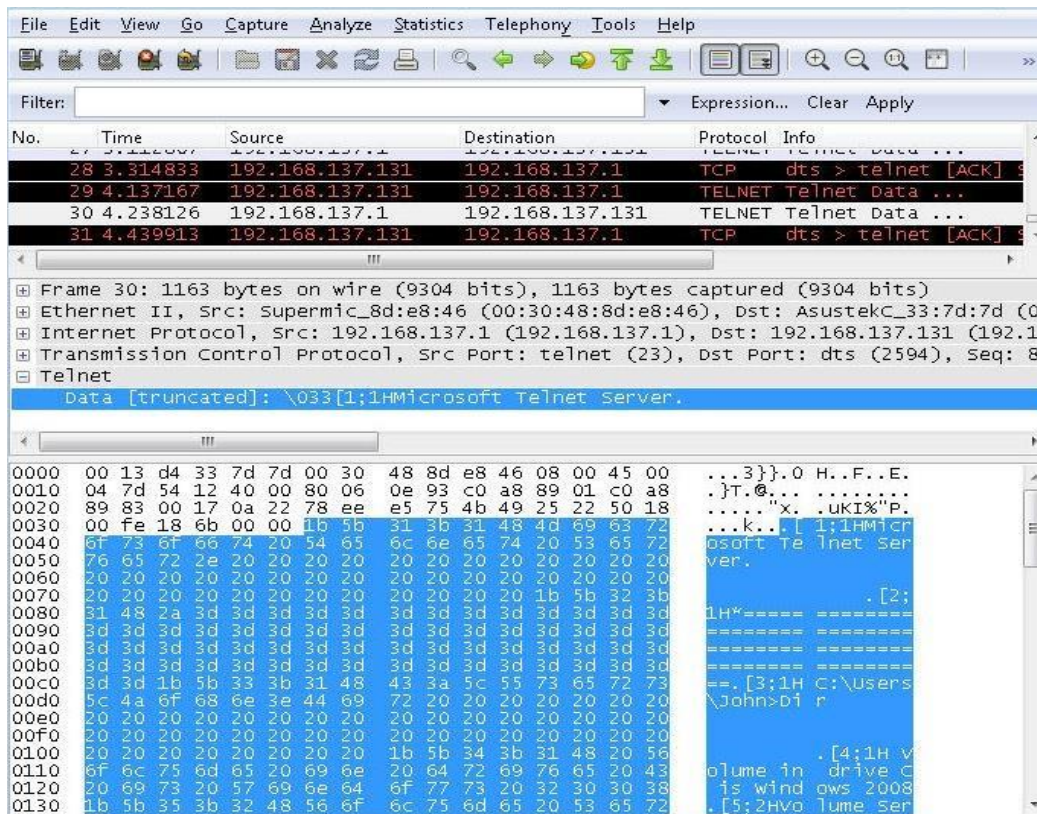 File Edit View Go Capture Analyze Statistics Telephony Tools Help
Filter: Expression... Clear Apply
No. Time Source Destination Protocol Info
28 3.314833 192.168.137.131 192.168.137.1 TCP dts > telnet [ACK] S
29 4.137167 192.168.137.131 192.168.137.1 TELNET Telnet Data ...
30 4.238126 192.168.137.1 192.168.137.131 TELNET Telnet Data ...
31 4.439913 192.168.137.131 192.168.137.1 TCP dts > telnet [ACK] S
Frame 30: 1163 bytes on wire (9304 bits), 1163 bytes captured (9304 bits)
Ethernet II, Src: Supermic_8d:e8:46 (00:30:48:8d:e8:46), Dst: AsustekC_33:7d:7d (0
Internet Protocol, Src: 192.168.137.1 (192.168.137.1), Dst: 192.168.137.131 (192.1
Transmission Control Protocol, Src Port: telnet (23), Dst Port: dts (2594), Seq: 8
Telnet
Data [truncated]: \033[1;1HMicrosoft Telnet Server.
0000 00 13 d4 33 7d 7d 00 30 48 8d e8 46 08 00 45 00 ...3}}.0 H..F..E.
0010 04 7d 54 12 40 00 80 06 0e 93 c0 a8 89 01 c0 a8 .}T.@... ........
0020 89 83 00 17 0a 22 78 ee e5 75 4b 49 25 22 50 18 ....."x. .uKI%"P.
0030 00 fe 18 6b 00 00 1b 5b 31 3b 31 48 4d 69 63 72 ...k...[ 1;1HMicr
0040 6f 73 6f 66 74 20 54 65 6c 6e 65 74 20 53 65 72 osoft Te lnet Ser
0050 76 65 72 2e 20 20 20 20 20 20 20 20 20 20 20 20 ver.
0060 20 20 20 20 20 20 20 20 20 20 20 20 20 20 20 20
0070 20 20 20 20 20 20 20 20 20 20 20 20 1b 5b 32 3b .[2;
0080 31 48 2a 3d 3d 3d 3d 3d 3d 3d 3d 3d 3d 3d 3d 3d 1H*===== ========
0090 3d 3d 3d 3d 3d 3d 3d 3d 3d 3d 3d 3d 3d 3d 3d 3d ======== ========
00a0 3d 3d 3d 3d 3d 3d 3d 3d 3d 3d 3d 3d 3d 3d 3d 3d ======== ========
00b0 3d 3d 3d 3d 3d 3d 3d 3d 3d 3d 3d 3d 3d 3d 3d 3d ======== ========
00c0 3d 3d 1b 5b 33 3b 31 48 43 3a 5c 55 73 65 72 73 ==.[3;1H C:\Users
00d0 5c 4a 6f 68 6e 3e 44 69 72 20 20 20 20 20 20 20 \John>Di r
00e0 20 20 20 20 20 20 20 20 20 20 20 20 20 20 20 20
00f0 20 20 20 20 20 20 20 20 20 20 20 20 20 20 20 20
0100 20 20 20 20 20 20 20 20 1b 5b 34 3b 31 48 20 56 .[4;1H V
0110 6f 6c 75 6d 65 20 69 6e 20 64 72 69 76 65 20 43 olume in drive C
0120 20 69 73 20 57 69 6e 64 6f 77 73 20 32 30 30 38 is Wind ows 2008
0130 1b 5b 35 3b 32 48 56 6f 6c 75 6d 65 20 53 65 72 .[5;2HVo lume Ser